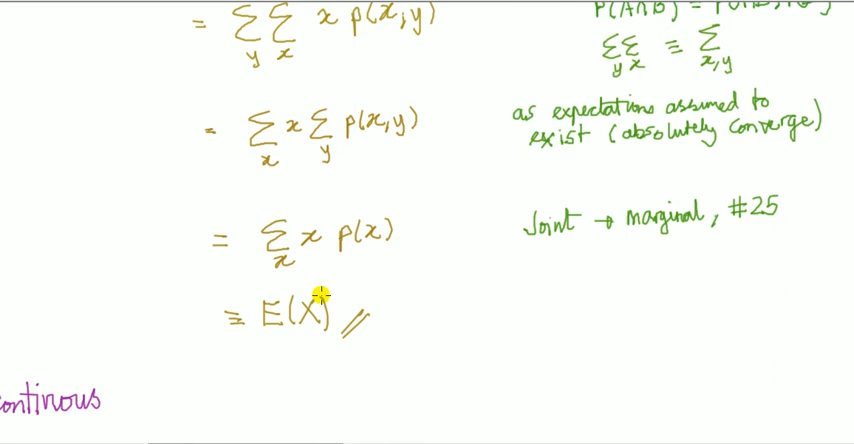 = Σ Σ x p(x,y)
y x
P(A∩B) =
Σ Σ ≡ Σ
y x x,y
= Σ x Σ p(x,y)
x y
as expectations assumed to
exist (absolutely converge)
= Σ x p(x)
x
Joint → marginal, #25
≡ E(X) //
continous